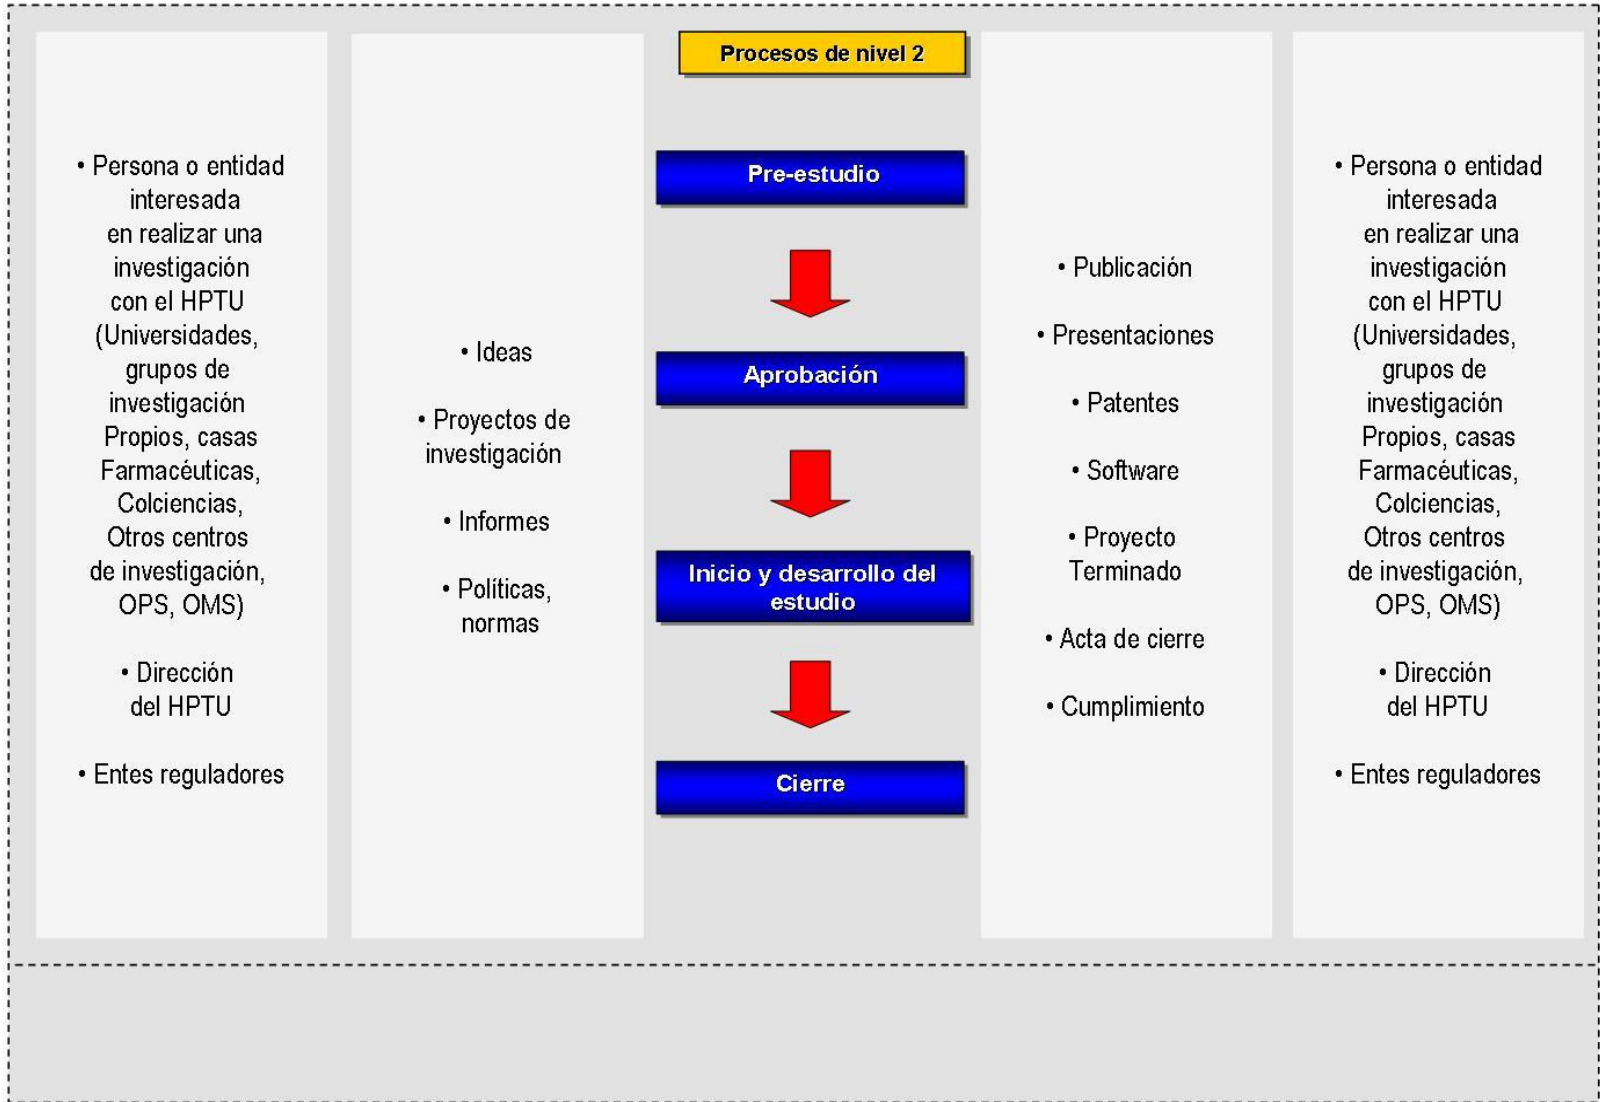 • Persona o entidad
interesada
en realizar una
investigación
con el HPTU
(Universidades,
grupos de
investigación
Propios, casas
Farmacéuticas,
Colciencias,
Otros centros
de investigación,
OPS, OMS)
• Dirección
del HPTU
• Entes reguladores
• Ideas
• Proyectos de
investigación
• Informes
• Políticas,
normas
Procesos de nivel 2
Pre-estudio
Aprobación
Inicio y desarrollo del
estudio
Cierre
• Publicación
• Presentaciones
• Patentes
• Software
• Proyecto
Terminado
• Acta de cierre
• Cumplimiento
• Persona o entidad
interesada
en realizar una
investigación
con el HPTU
(Universidades,
grupos de
investigación
Propios, casas
Farmacéuticas,
Colciencias,
Otros centros
de investigación,
OPS, OMS)
• Dirección
del HPTU
• Entes reguladores